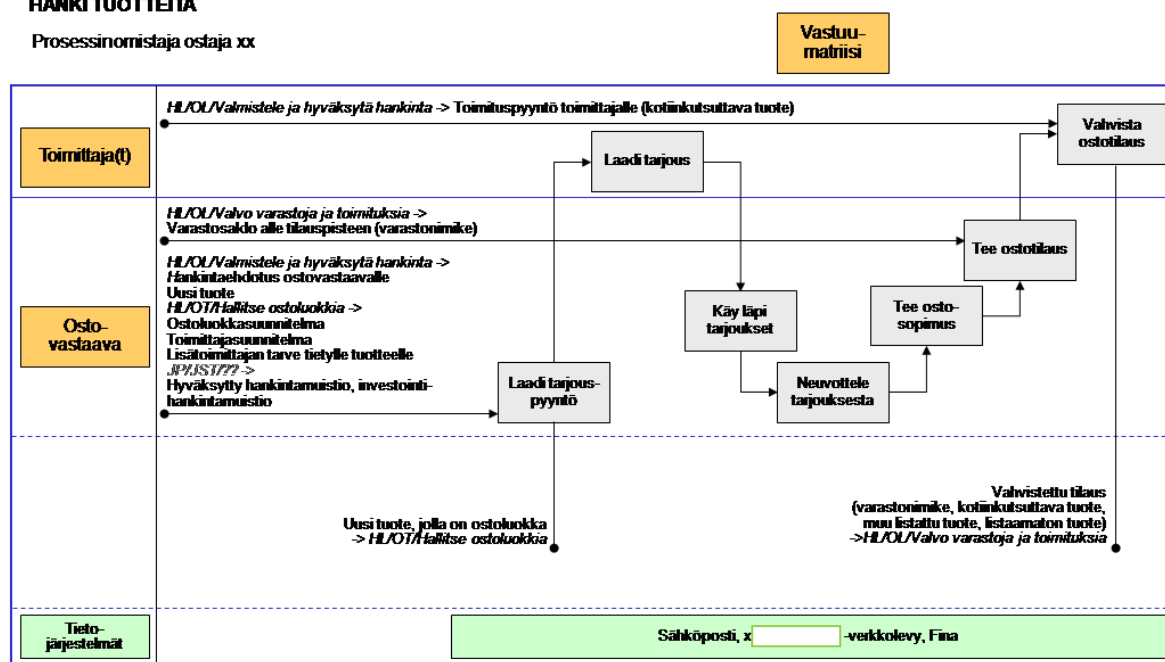 HANKI TUOTTEITA
Prosessinomistaja ostaja xx
Vastuu-
matriisi
HL/OL/Valmistele ja hyväksytä hankinta -> Toimituspyyntö toimittajalle (kotiinkutsuttava tuote)
Toimittaja(t)
Laadi tarjous
Vahvista
ostotilaus
HL/OL/Valvo varastoja ja toimituksia ->
Varastosaldo alle tilauspisteen (varastonimike)
Tee ostotilaus
HL/OL/Valmistele ja hyväksytä hankinta ->
Hankintaehdotus ostovastaavalle
Uusi tuote
HL/OT/Hallitse ostoluokkia ->
Ostoluokkasuunnitelma
Toimittajasuunnitelma
Lisätoimittajan tarve tietylle tuotteelle
JP/JST??? ->
Hyväksytty hankintamuistio, investointi-
hankintamuistio
Osto-
vastaava
Laadi tarjous-
pyyntö
Käy läpi
tarjoukset
Neuvottele
tarjouksesta
Tee osto-
sopimus
Uusi tuote, jolla on ostoluokka
-> HL/OT/Hallitse ostoluokkia
Vahvistettu tilaus
(varastonimike, kotiinkutsuttava tuote,
muu listattu tuote, listaamaton tuote)
->HL/OL/Valvo varastoja ja toimituksia
Tieto-
järjestelmät
Sähköposti, x -verkkolevy, Fina